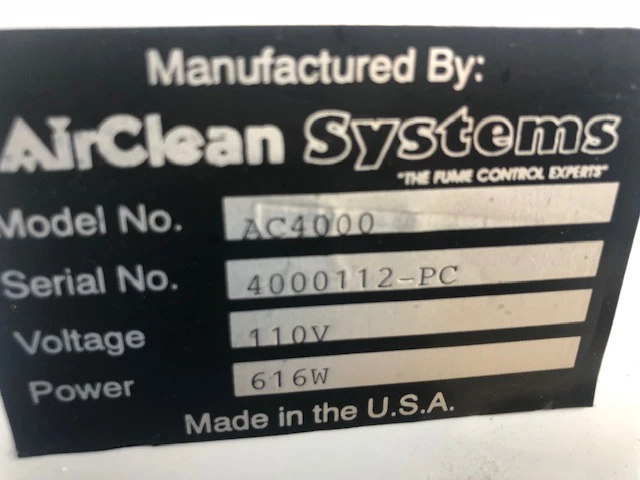 Manufactured By:
AirClean Systems
"THE FUME CONTROL EXPERTS"
Model No. AC4000
Serial No. 4000112-PC
Voltage 110V
Power 616W
Made in the U.S.A.